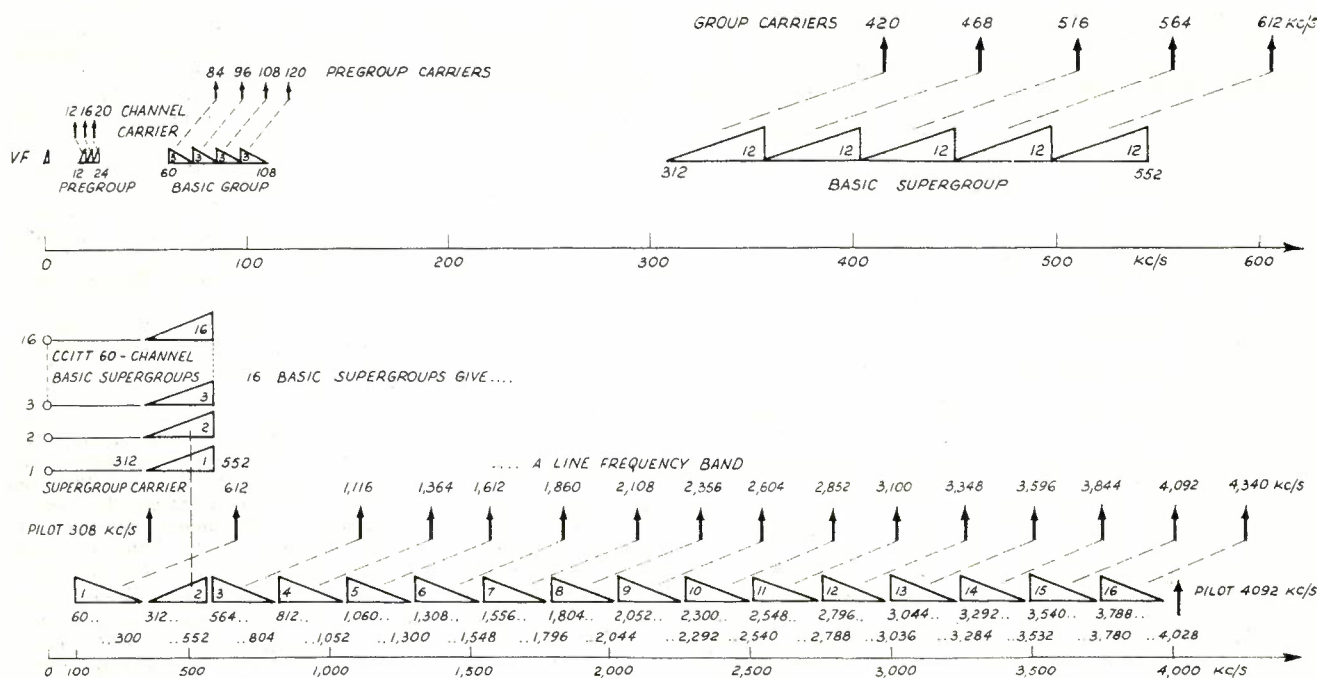 GROUP CARRIERS 420 468 516 564 612 KC/S
84 96 108 120 PREGROUP CARRIERS
12 16 20 CHANNEL
CARRIER
VF 3 3 3 3 12 12 12 12 12
12 24 60 108 312 552
PREGROUP BASIC GROUP BASIC SUPERGROUP
0 100 200 300 400 500 KC/S 600
16 16
CCITT 60-CHANNEL
BASIC SUPERGROUPS 16 BASIC SUPERGROUPS GIVE....
3 3
2 2
1 312 1 552 .... A LINE FREQUENCY BAND
SUPERGROUP CARRIER 612 1,116 1,364 1,612 1,860 2,108 2,356 2,604 2,852 3,100 3,348 3,596 3,844 4,092 4,340 KC/S
PILOT 308 KC/S
1 2 3 4 5 6 7 8 9 10 11 12 13 14 15 16 PILOT 4092 KC/S
60.. 312.. 564.. 812.. 1,060.. 1,308.. 1,556.. 1,804.. 2,052.. 2,300.. 2,548.. 2,796.. 3,044.. 3,292.. 3,540.. 3,788..
..300 ..552 ..804 ..1,052 ..1,300 ..1,548 ..1,796 ..2,044 ..2,292 ..2,540 ..2,788 ..3,036 ..3,284 ..3,532 ..3,780 ..4,028
0 100 500 1,000 1,500 2,000 2,500 3,000 3,500 4,000 KC/S